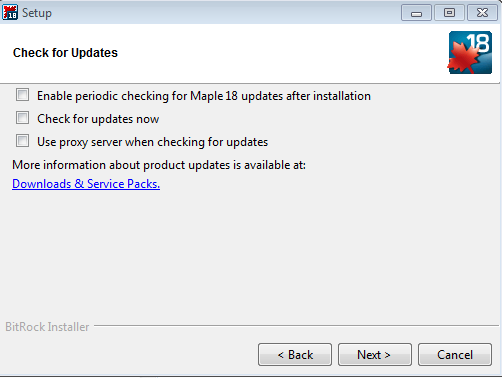 18 Setup
Check for Updates
18
Enable periodic checking for Maple 18 updates after installation
Check for updates now
Use proxy server when checking for updates
More information about product updates is available at:
Downloads & Service Packs.
BitRock Installer
< Back Next > Cancel